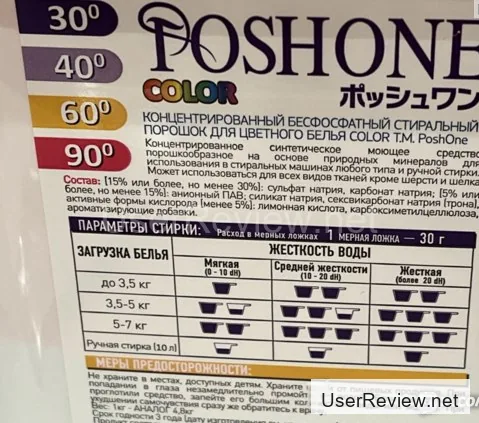 30⁰
40⁰
60⁰
90⁰
POSHONE
COLOR ポッシュワン
КОНЦЕНТРИРОВАННЫЙ БЕСФОСФАТНЫЙ СТИРАЛЬНЫЙ
ПОРОШОК ДЛЯ ЦВЕТНОГО БЕЛЬЯ COLOR T.M. PoshOne
Концентрированное синтетическое моющее средство
порошкообразное на основе природных минералов для
использования в стиральных машинах любого типа и ручной стирки.
Может использоваться для всех видов тканей кроме шерсти и шелка
Состав: (15% или более, но менее 30%): сульфат натрия, карбонат натрия; (5% или
более, но менее 15%): анионный ПАВ; силикат натрия, сексвикарбонат натрия (трона),
активные формы кислорода (менее 5%): лимонная кислота, карбоксиметилцеллюлоза,
ароматизирующие добавки.
ПАРАМЕТРЫ СТИРКИ: Расход в мерных ложках 1 МЕРНАЯ ЛОЖКА — 30 г
ЗАГРУЗКА БЕЛЬЯ
ЖЕСТКОСТЬ ВОДЫ
Мягкая (0 - 10 dH)
Средней жесткости (10 - 20 dH)
Жесткая (более 20 dH)
до 3,5 кг
3,5-5 кг
5-7 кг
Ручная стирка (10 л)
МЕРЫ ПРЕДОСТОРОЖНОСТИ:
Не храните в местах, доступных детям. Храните от пищевых
попадании в глаза незамедлительно промойте
проглотили средство, запейте его большим
ухудшении самочувствия сразу же обратитесь к вра
Вес: 1кг - АНАЛОГ 4,8кг
Срок годности 3 года
UserReview.net